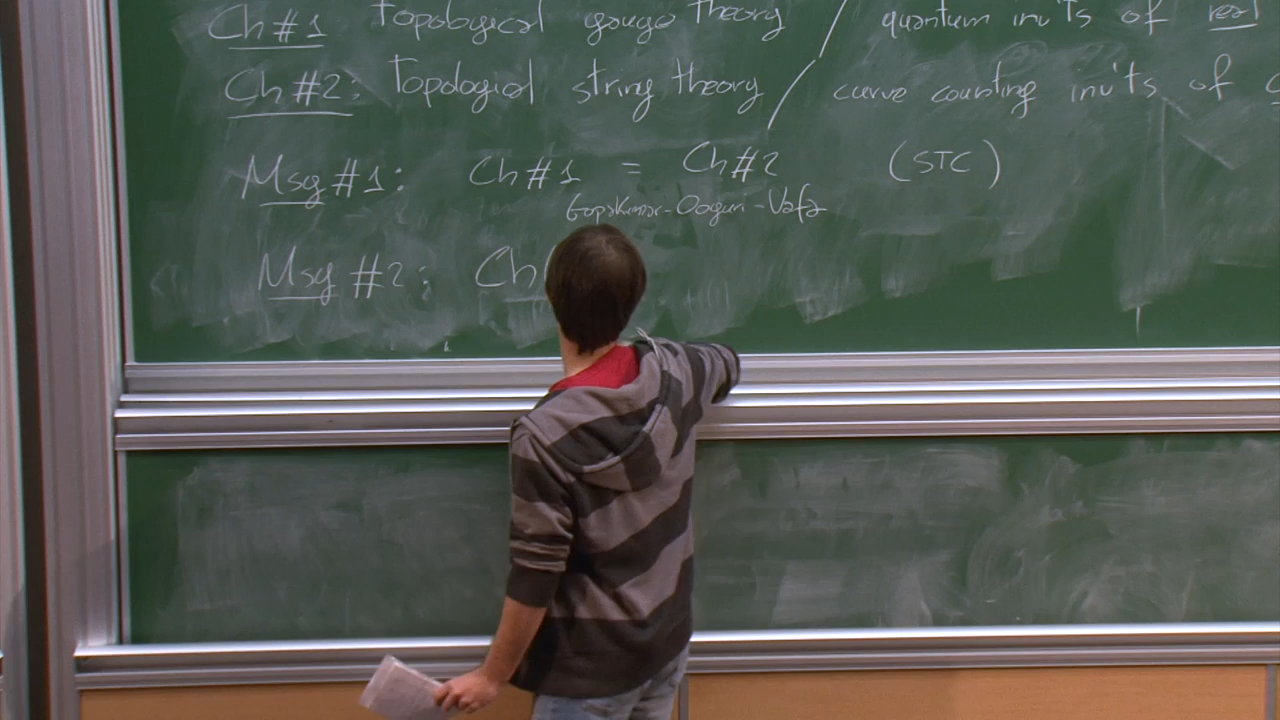 Ch #1 Topological gauge theory / quantum inv'ts of real
Ch #2: Topological string theory / curve counting inv'ts of
Msg #1: Ch #1 = Ch #2 (STC)
Gopakumar-Ooguri-Vafa
Msg #2: Ch